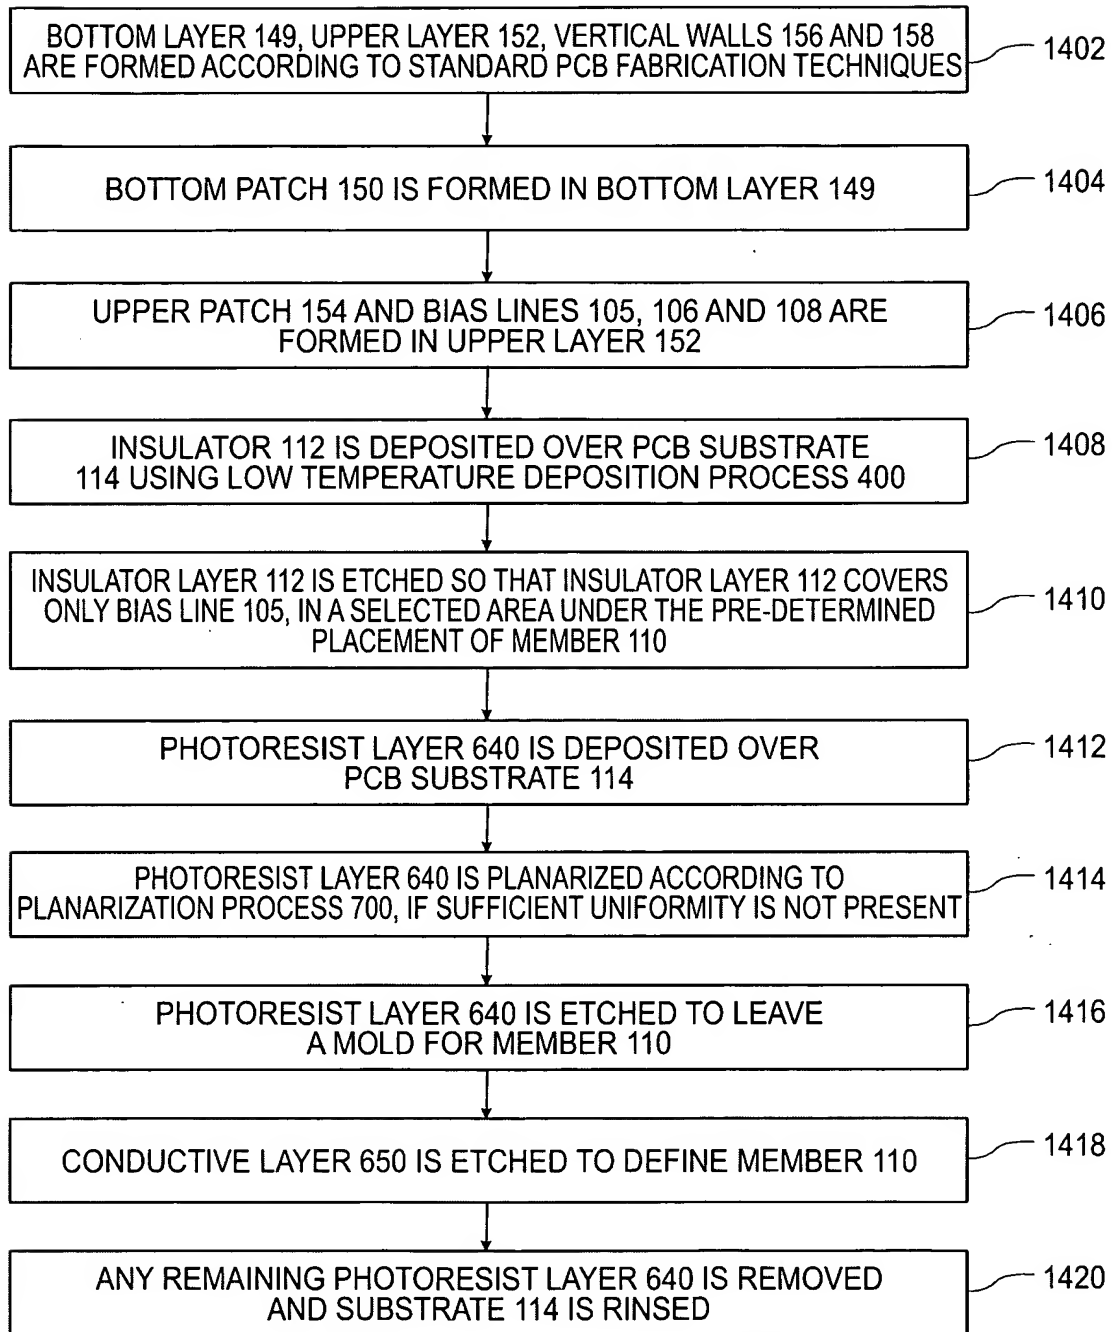 BOTTOM LAYER 149, UPPER LAYER 152, VERTICAL WALLS 156 AND 158
ARE FORMED ACCORDING TO STANDARD PCB FABRICATION TECHNIQUES
1402
BOTTOM PATCH 150 IS FORMED IN BOTTOM LAYER 149
1404
UPPER PATCH 154 AND BIAS LINES 105, 106 AND 108 ARE
FORMED IN UPPER LAYER 152
1406
INSULATOR 112 IS DEPOSITED OVER PCB SUBSTRATE
114 USING LOW TEMPERATURE DEPOSITION PROCESS 400
1408
INSULATOR LAYER 112 IS ETCHED SO THAT INSULATOR LAYER 112 COVERS
ONLY BIAS LINE 105, IN A SELECTED AREA UNDER THE PRE-DETERMINED
PLACEMENT OF MEMBER 110
1410
PHOTORESIST LAYER 640 IS DEPOSITED OVER
PCB SUBSTRATE 114
1412
PHOTORESIST LAYER 640 IS PLANARIZED ACCORDING TO
PLANARIZATION PROCESS 700, IF SUFFICIENT UNIFORMITY IS NOT PRESENT
1414
PHOTORESIST LAYER 640 IS ETCHED TO LEAVE
A MOLD FOR MEMBER 110
1416
CONDUCTIVE LAYER 650 IS ETCHED TO DEFINE MEMBER 110
1418
ANY REMAINING PHOTORESIST LAYER 640 IS REMOVED
AND SUBSTRATE 114 IS RINSED
1420